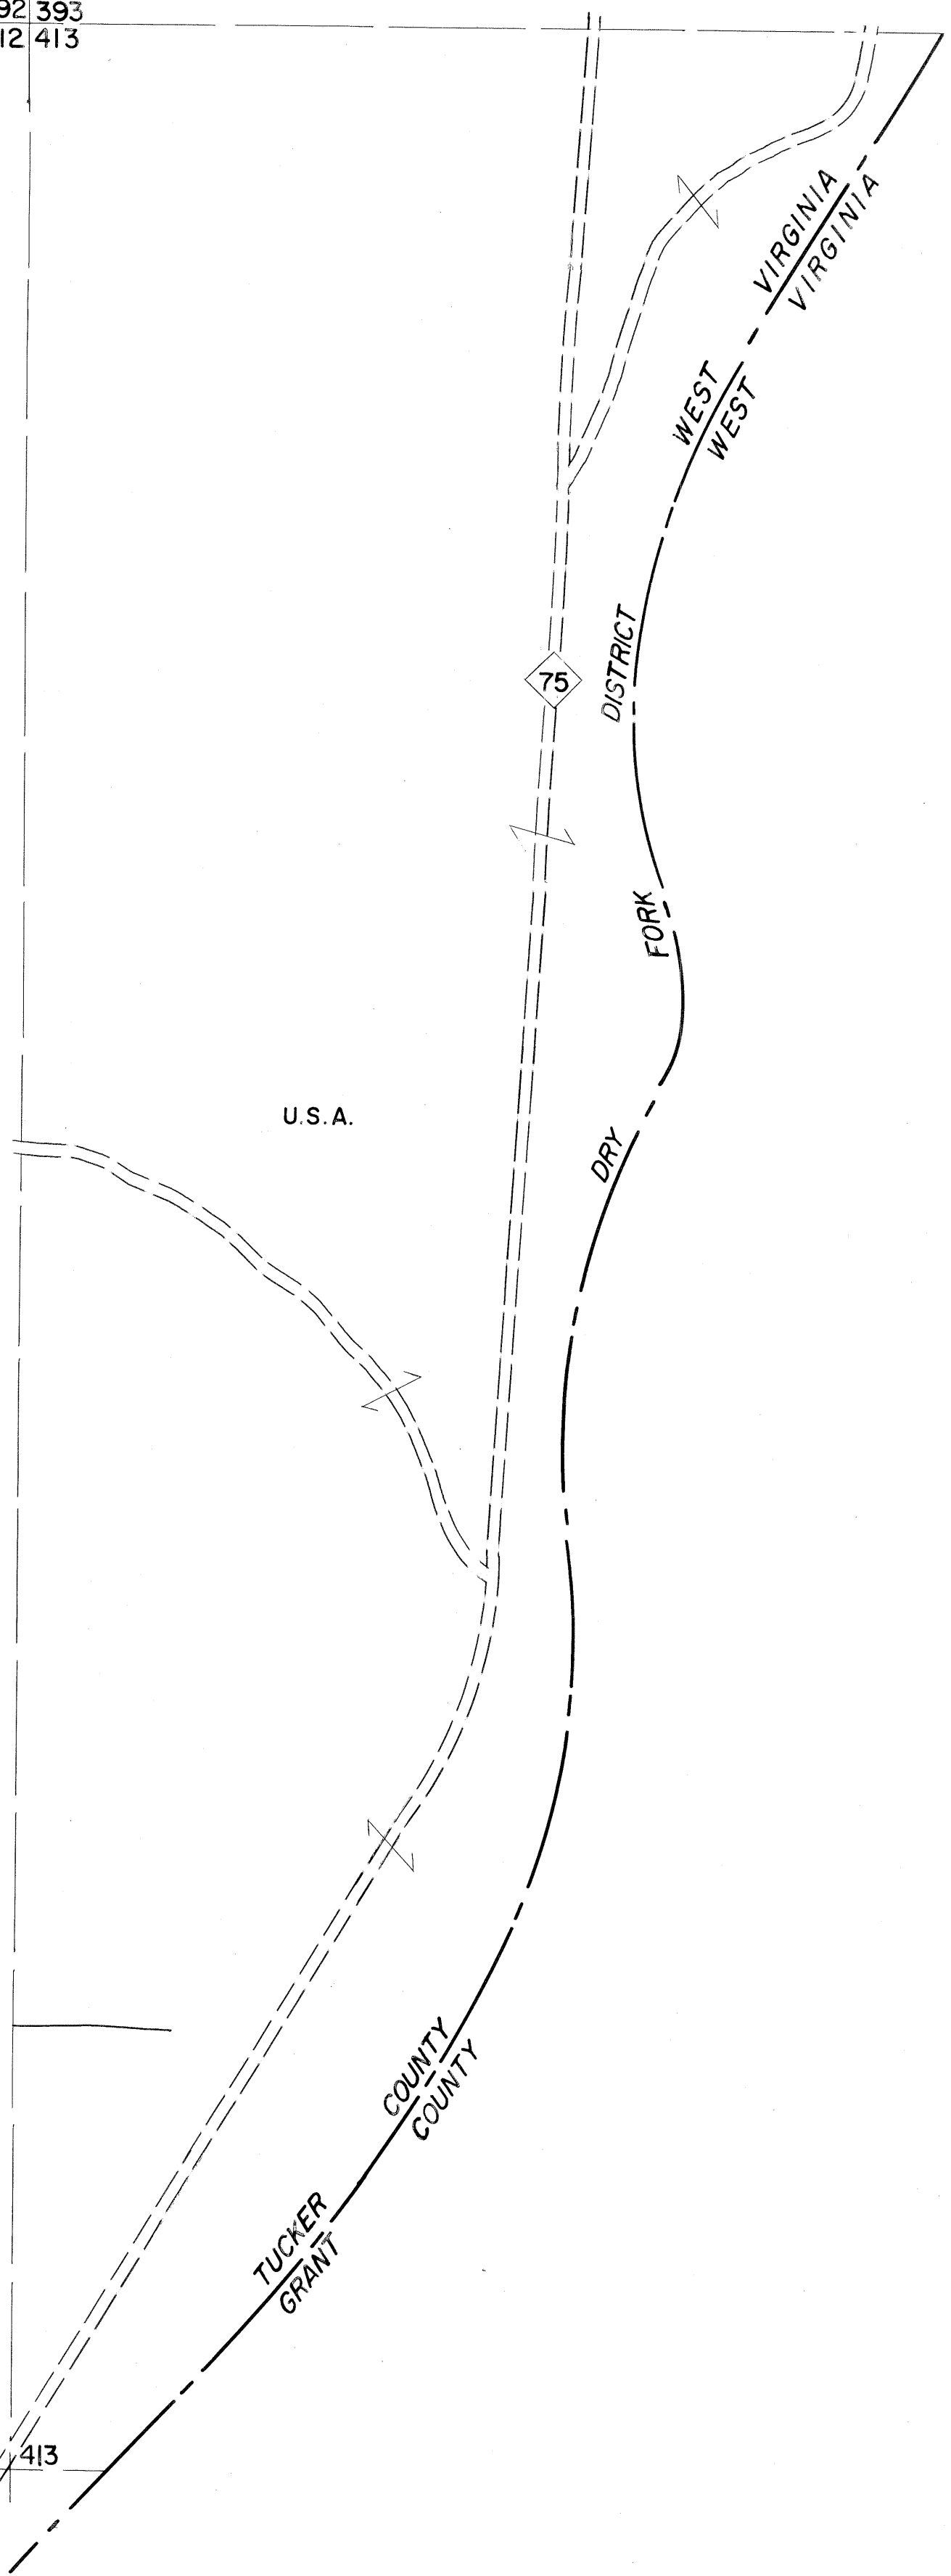 92 393
12 413
VIRGINIA
VIRGINIA
WEST
WEST
DISTRICT
75
FORK
U.S.A.
DRY
COUNTY
COUNTY
TUCKER
GRANT
413